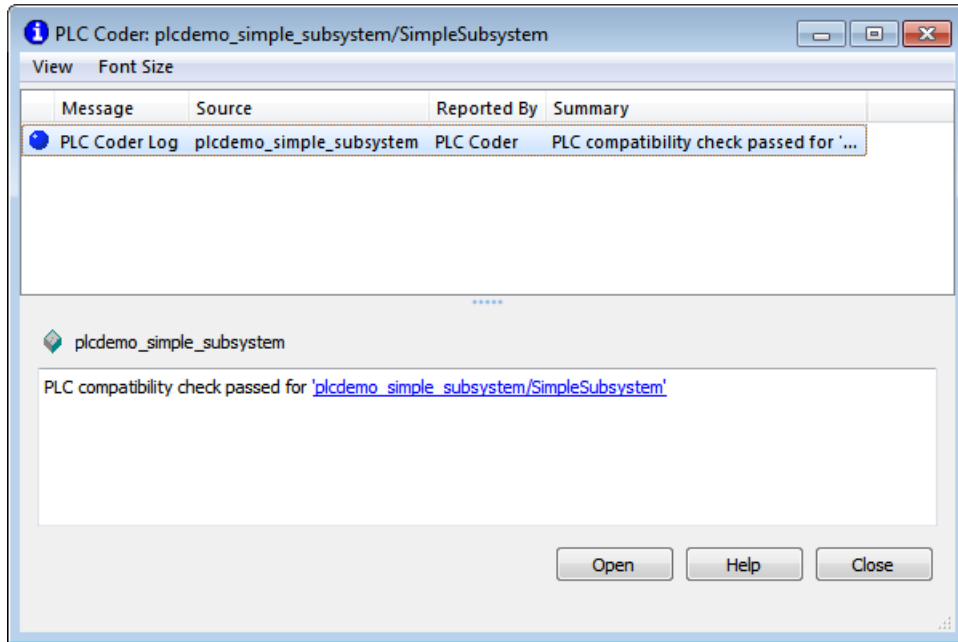 PLC Coder: plcdemo_simple_subsystem/SimpleSubsystem
View Font Size
Message Source Reported By Summary
PLC Coder Log plcdemo_simple_subsystem PLC Coder PLC compatibility check passed for '...
plcdemo_simple_subsystem
PLC compatibility check passed for 'plcdemo_simple_subsystem/SimpleSubsystem'
Open Help Close